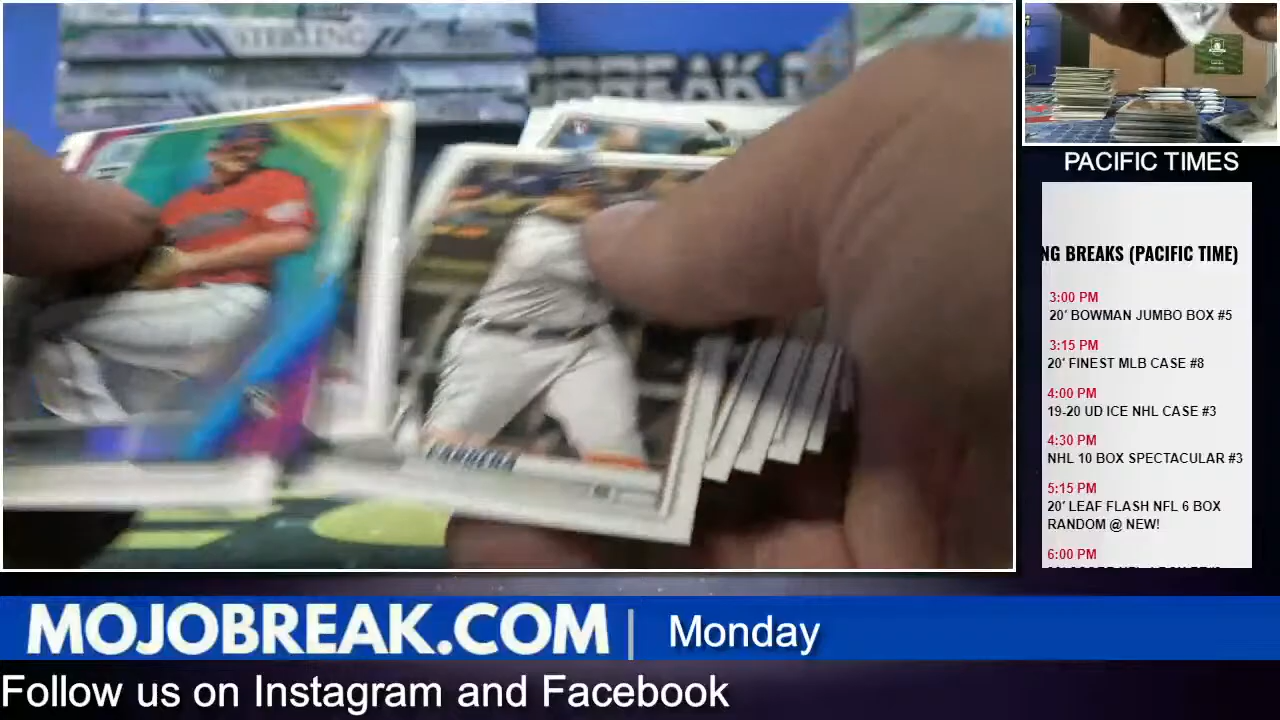 STERLING
BREAK.C
CABRERA
PACIFIC TIMES
NG BREAKS (PACIFIC TIME)
3:00 PM
20' BOWMAN JUMBO BOX #5
3:15 PM
20' FINEST MLB CASE #8
4:00 PM
19-20 UD ICE NHL CASE #3
4:30 PM
NHL 10 BOX SPECTACULAR #3
5:15 PM
20' LEAF FLASH NFL 6 BOX
RANDOM @ NEW!
6:00 PM
MOJOBREAK.COM | Monday
Follow us on Instagram and Facebook